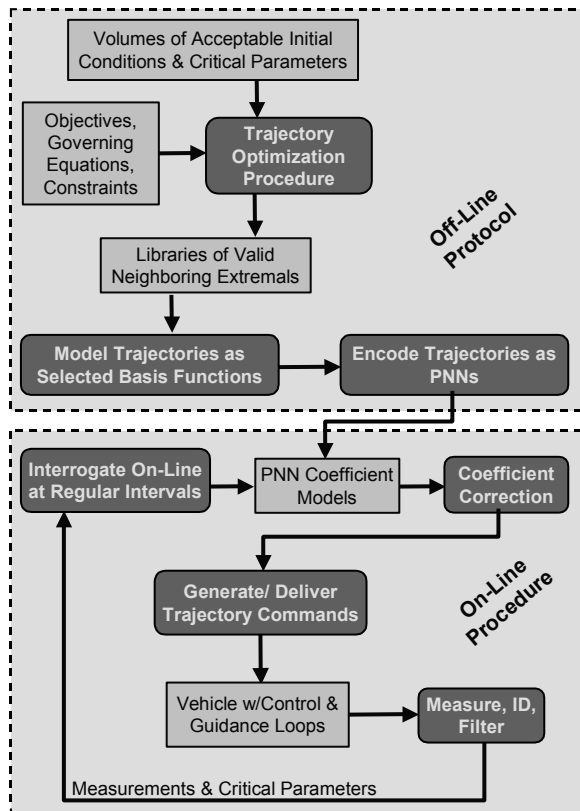 Volumes of Acceptable Initial
Conditions & Critical Parameters
Objectives,
Governing
Equations,
Constraints
Trajectory
Optimization
Procedure
Off-Line
Protocol
Libraries of Valid
Neighboring Extremals
Model Trajectories as
Selected Basis Functions
Encode Trajectories as
PNNs
Interrogate On-Line
at Regular Intervals
PNN Coefficient
Models
Coefficient
Correction
On-Line
Procedure
Generate/ Deliver
Trajectory Commands
Vehicle w/Control &
Guidance Loops
Measure, ID,
Filter
Measurements & Critical Parameters